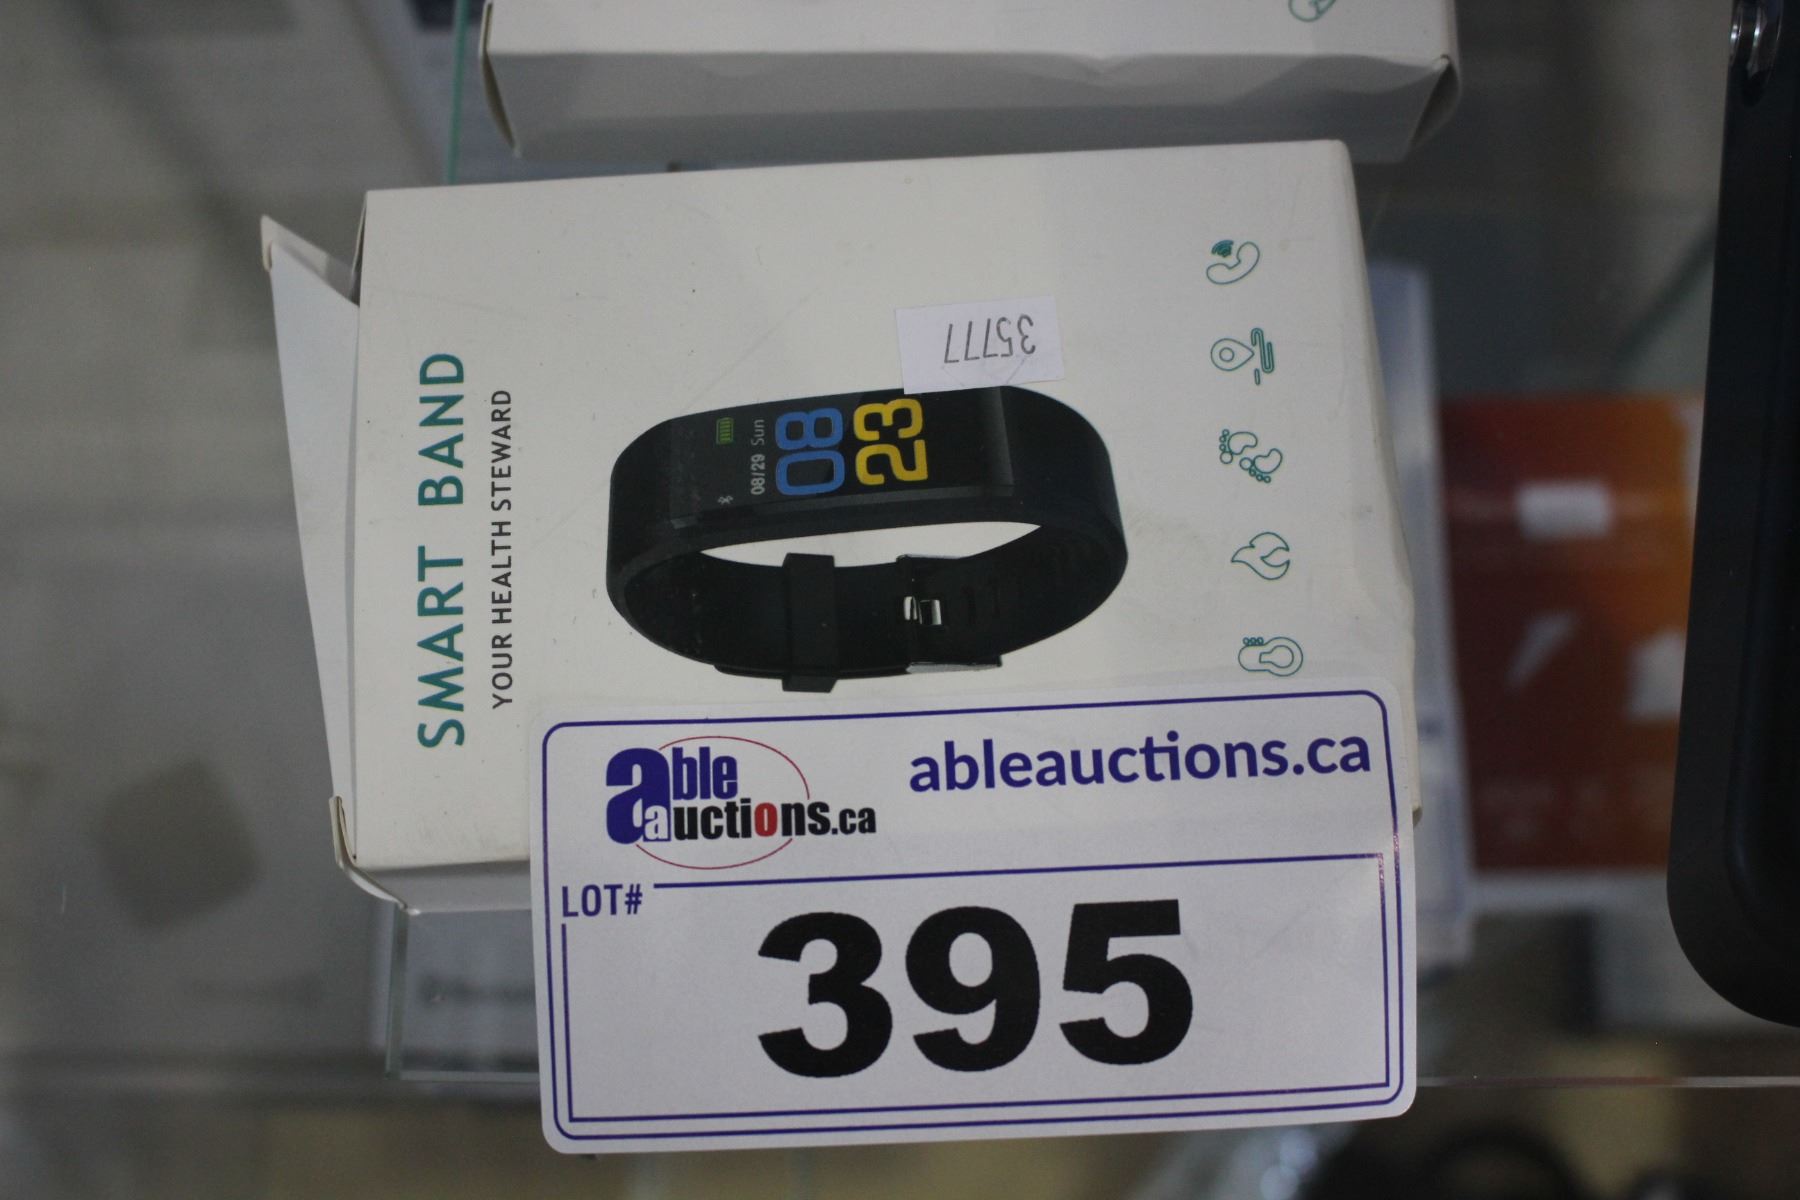 SMART BAND
YOUR HEALTH STEWARD
35777
08/29 Sun
08
23
able
auctions.ca
ableauctions.ca
LOT#
395